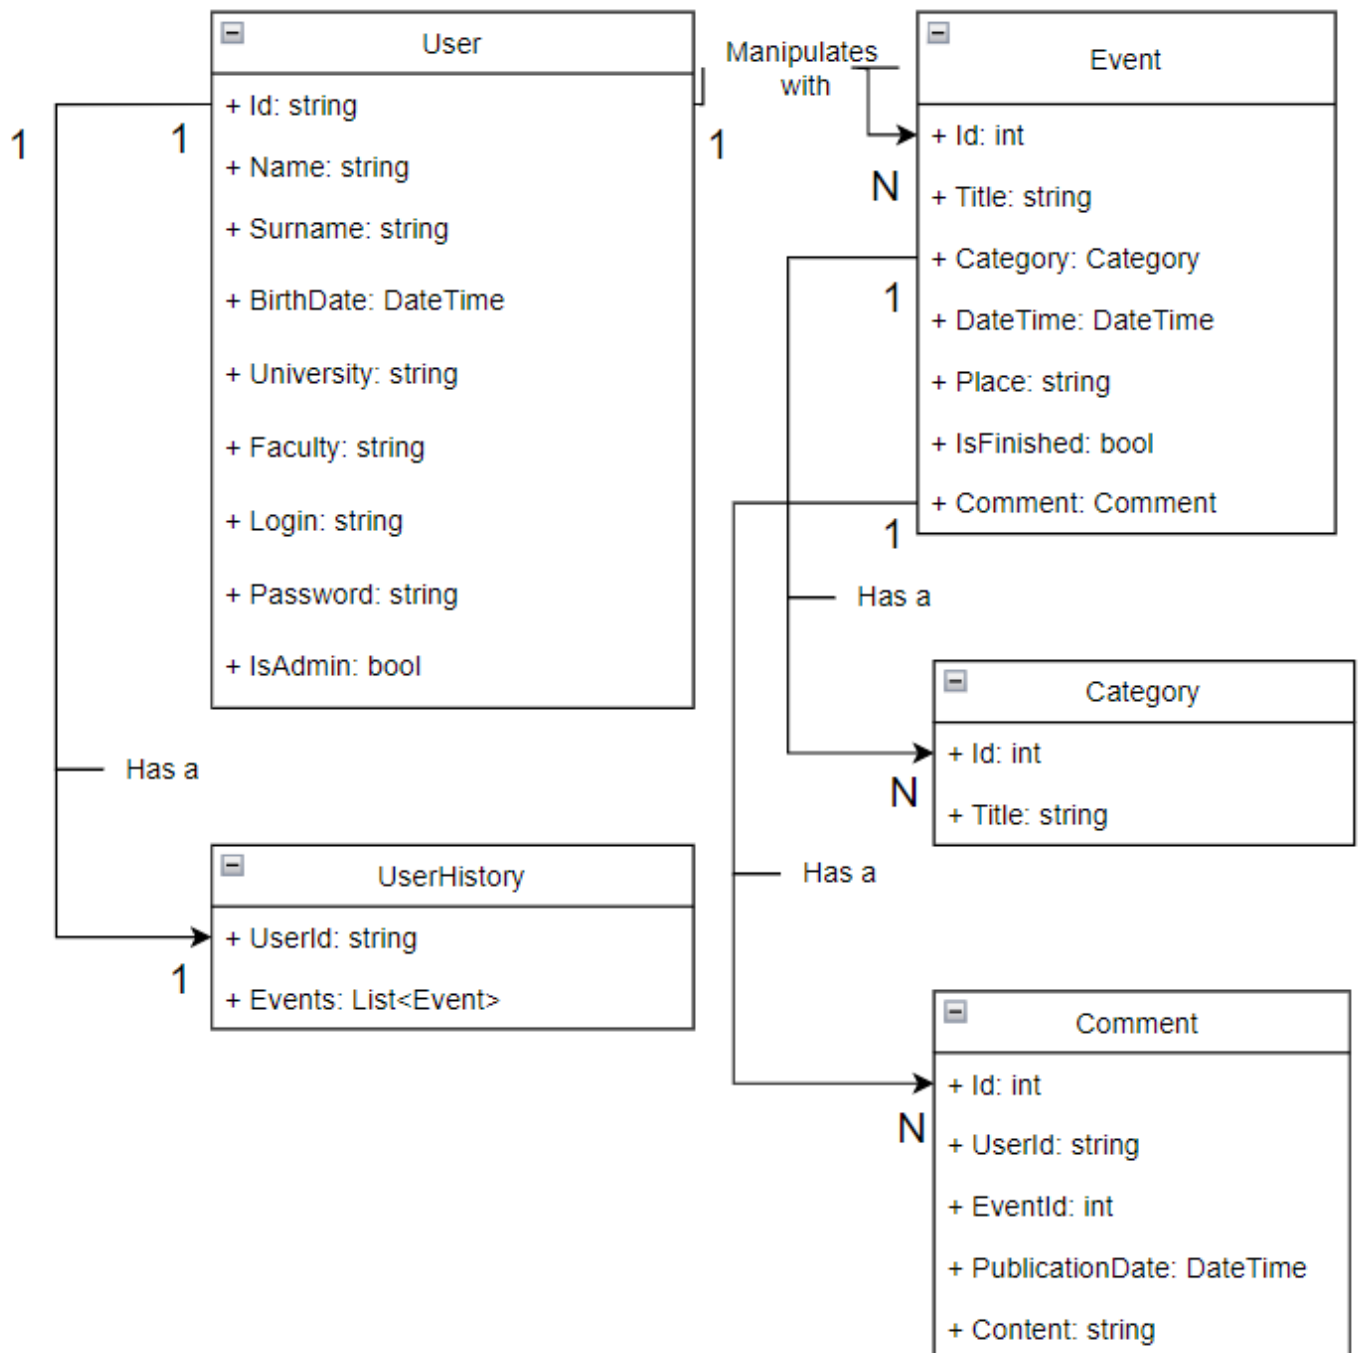 User
+ Id: string
+ Name: string
+ Surname: string
+ BirthDate: DateTime
+ University: string
+ Faculty: string
+ Login: string
+ Password: string
+ IsAdmin: bool
1
1
1
Manipulates
with
Event
+ Id: int
+ Title: string
+ Category: Category
+ DateTime: DateTime
+ Place: string
+ IsFinished: bool
+ Comment: Comment
N
1
1
Has a
Category
+ Id: int
+ Title: string
N
Has a
UserHistory
+ UserId: string
+ Events: List<Event>
1
Has a
Comment
+ Id: int
+ UserId: string
+ EventId: int
+ PublicationDate: DateTime
+ Content: string
N